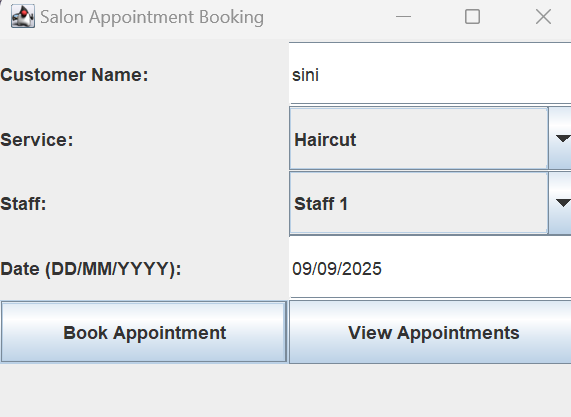 Salon Appointment Booking
Customer Name: sini
Service: Haircut
Staff: Staff 1
Date (DD/MM/YYYY): 09/09/2025
Book Appointment View Appointments